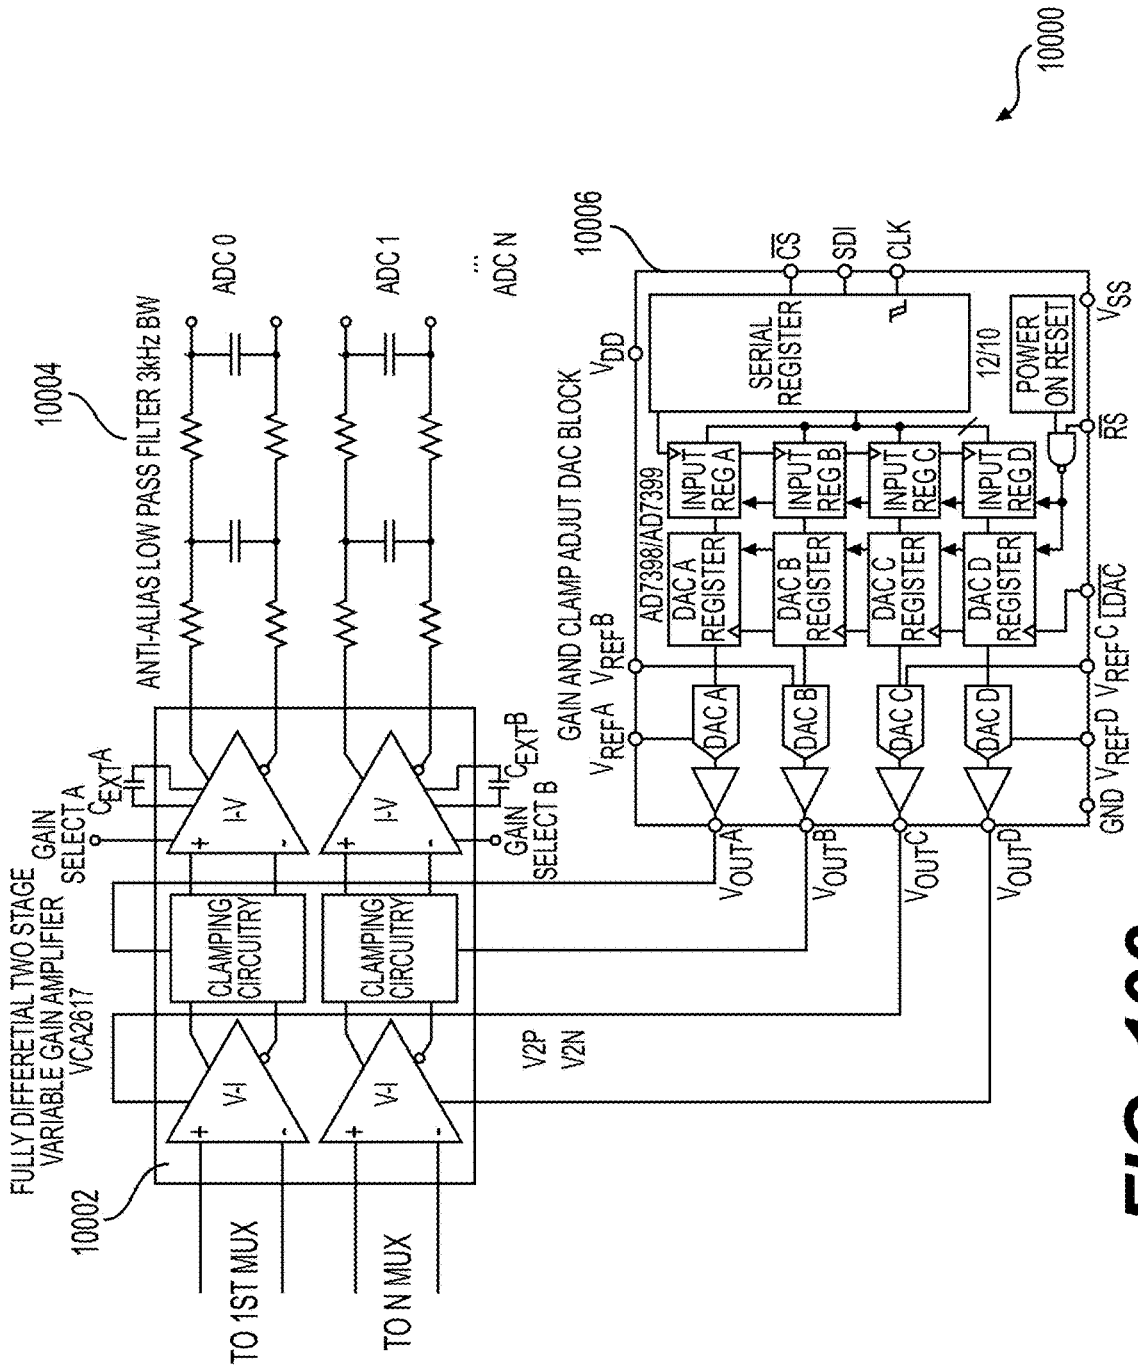 10000
FULLY DIFFERETIAL TWO STAGE
VARIABLE GAIN AMPLIFIER
VCA2617
10002
GAIN
SELECT A
CEXTA
ANTI-ALIAS LOW PASS FILTER 3kHz BW
10004
TO 1ST MUX
+
-
V-I
CLAMPING
CIRCUITRY
+
-
I-V
ADC 0
TO N MUX
+
-
V-I
CLAMPING
CIRCUITRY
+
-
I-V
ADC 1
...
ADC N
GAIN
SELECT B
CEXTB
V2P
V2N
GAIN AND CLAMP ADJUT DAC BLOCK
10006
VREFA
VREFB
VDD
AD7398/AD7399
VOUTA
DAC A
DAC A
REGISTER
INPUT
REG A
SERIAL
REGISTER
CS
SDI
CLK
VOUTB
DAC B
DAC B
REGISTER
INPUT
REG B
VOUTC
DAC C
DAC C
REGISTER
INPUT
REG C
VOUTD
DAC D
DAC D
REGISTER
INPUT
REG D
12/10
POWER
ON RESET
GND
VREFD
VREFC
LDAC
RS
VSS